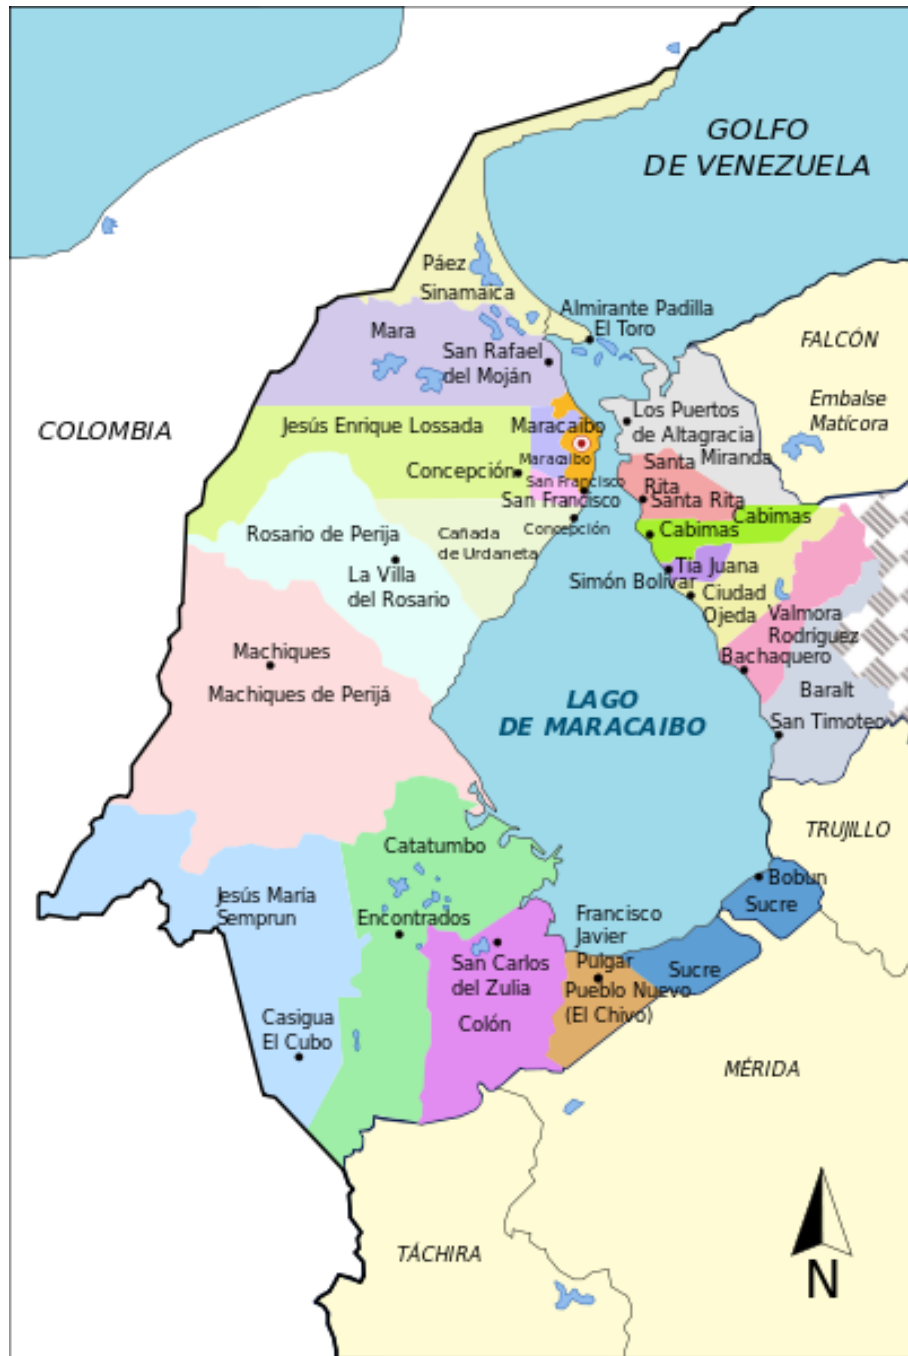 GOLFO
DE VENEZUELA
Páez
Sinamaica
Almirante Padilla
El Toro
Mara
San Rafael
del Moján
FALCÓN
Embalse
Matícora
COLOMBIA
Jesús Enrique Lossada
Maracaibo
Los Puertos
de Altagracia
Miranda
Maracaibo
Concepción
San Francisco
San Francisco
Santa
Rita
Santa Rita
Cabimas
Cabimas
Concepción
Rosario de Perija
Cañada
de Urdaneta
La Villa
del Rosario
Tia Juana
Simón Bolívar
Ciudad
Ojeda
Valmora
Rodríguez
Bachaquero
Machiques
Machiques de Perijá
Baralt
LAGO
DE MARACAIBO
San Timoteo
TRUJILLO
Catatumbo
Bobun
Sucre
Jesús María
Semprun
Encontrados
Francisco
Javier
Pulgar
San Carlos
del Zulia
Sucre
Pueblo Nuevo
(El Chivo)
Colón
Casigua
El Cubo
MÉRIDA
TÁCHIRA
N